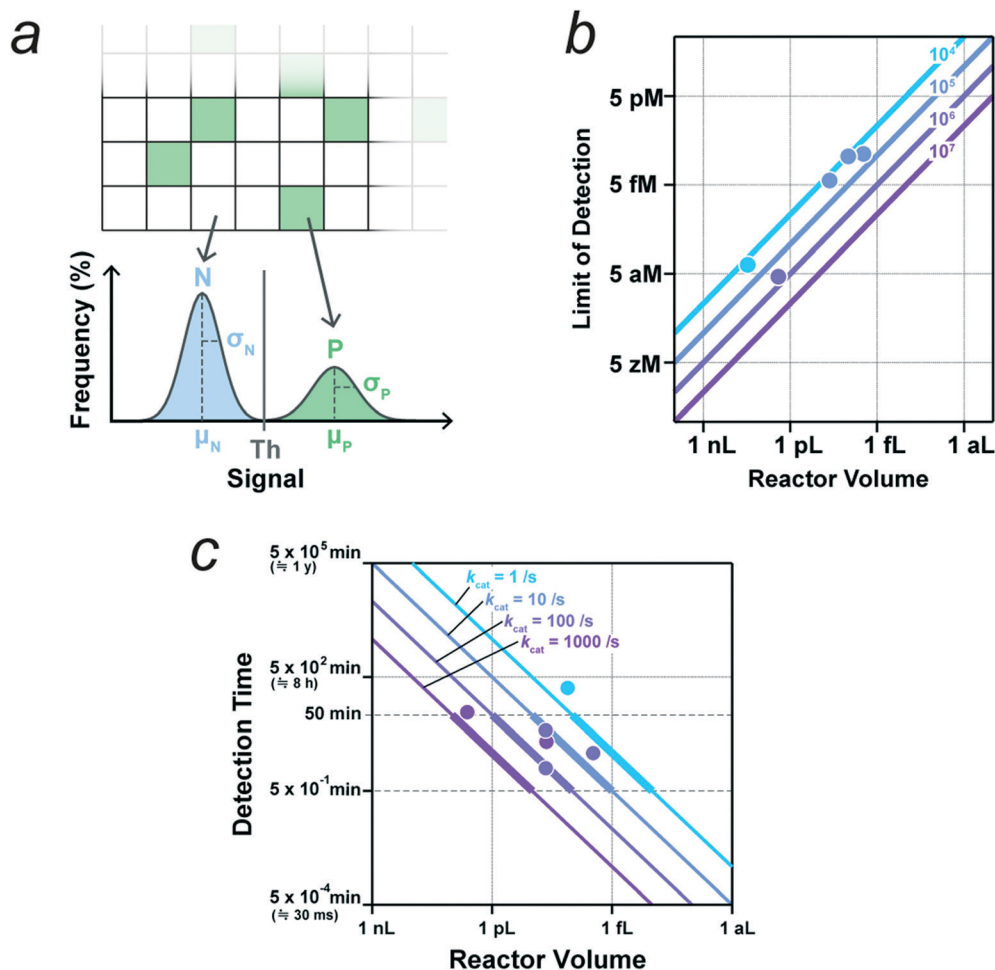 a
N
P
Frequency (%)
σN
σP
μN
Th
μP
Signal
b
10⁴
10⁵
10⁶
10⁷
5 pM
5 fM
5 aM
5 zM
Limit of Detection
1 nL 1 pL 1 fL 1 aL
Reactor Volume
c
5 x 10⁵ min
(≒ 1 y)
5 x 10² min
(≒ 8 h)
50 min
5 x 10⁻¹ min
5 x 10⁻⁴ min
(≒ 30 ms)
Detection Time
kcat = 1 /s
kcat = 10 /s
kcat = 100 /s
kcat = 1000 /s
1 nL 1 pL 1 fL 1 aL
Reactor Volume